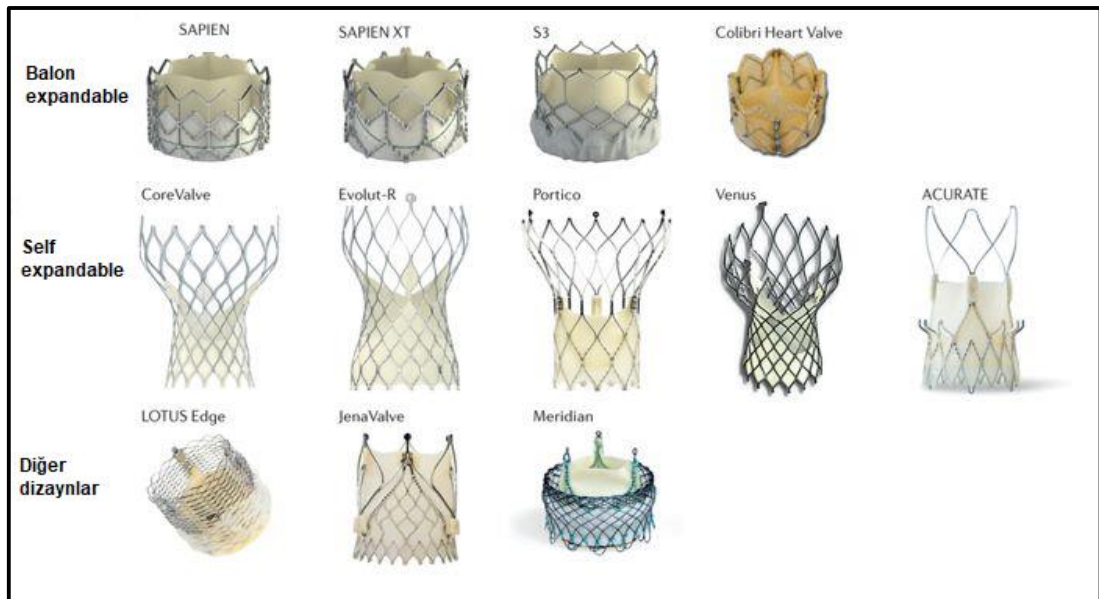 SAPIEN
SAPIEN XT
S3
Colibri Heart Valve
Balon
expandable
CoreValve
Evolut-R
Portico
Venus
ACURATE
Self
expandable
LOTUS Edge
JenaValve
Meridian
Diğer
dizaynlar